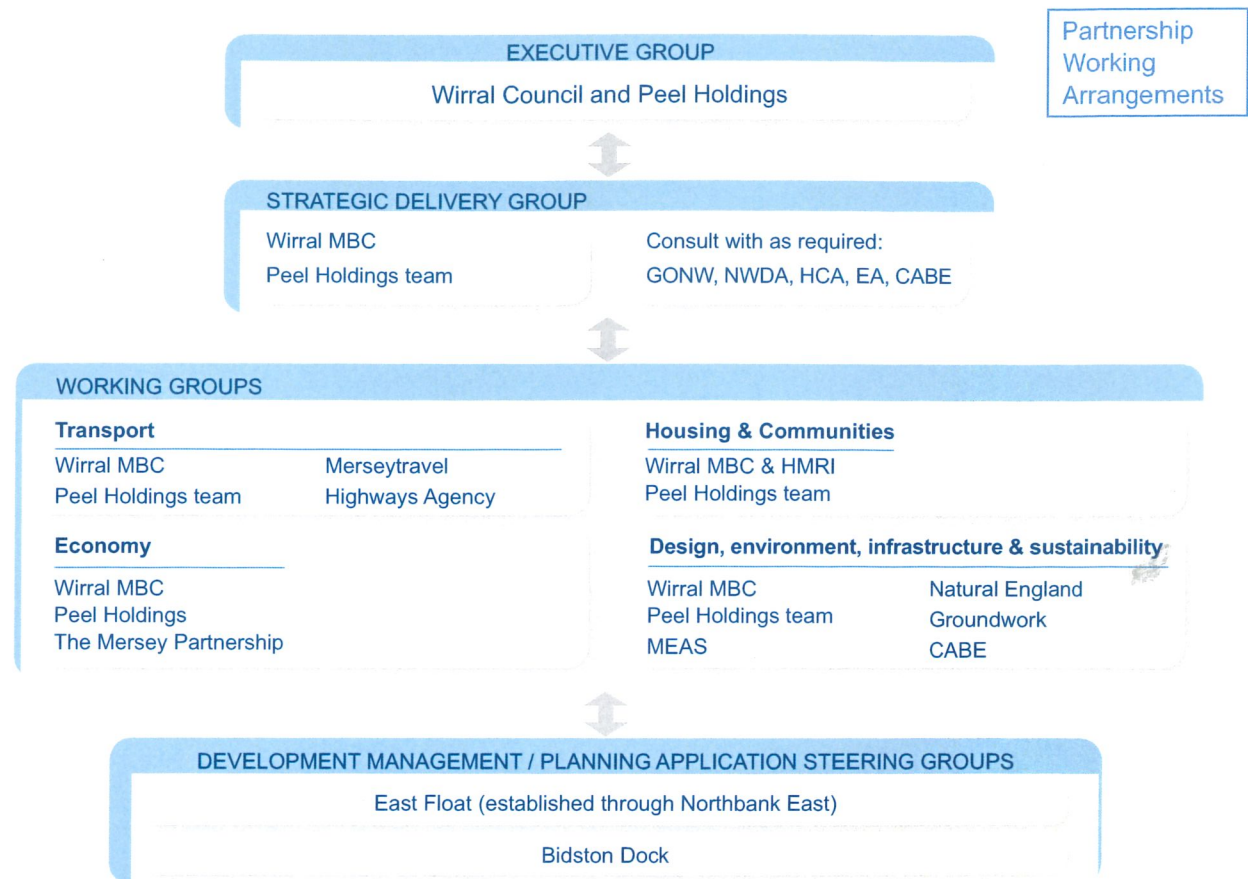 Partnership
Working
Arrangements
EXECUTIVE GROUP
Wirral Council and Peel Holdings
STRATEGIC DELIVERY GROUP
Wirral MBC
Peel Holdings team
Consult with as required:
GONW, NWDA, HCA, EA, CABE
WORKING GROUPS
Transport
Wirral MBC
Peel Holdings team
Merseytravel
Highways Agency
Housing & Communities
Wirral MBC & HMRI
Peel Holdings team
Economy
Wirral MBC
Peel Holdings
The Mersey Partnership
Design, environment, infrastructure & sustainability
Wirral MBC
Peel Holdings team
MEAS
Natural England
Groundwork
CABE
DEVELOPMENT MANAGEMENT / PLANNING APPLICATION STEERING GROUPS
East Float (established through Northbank East)
Bidston Dock